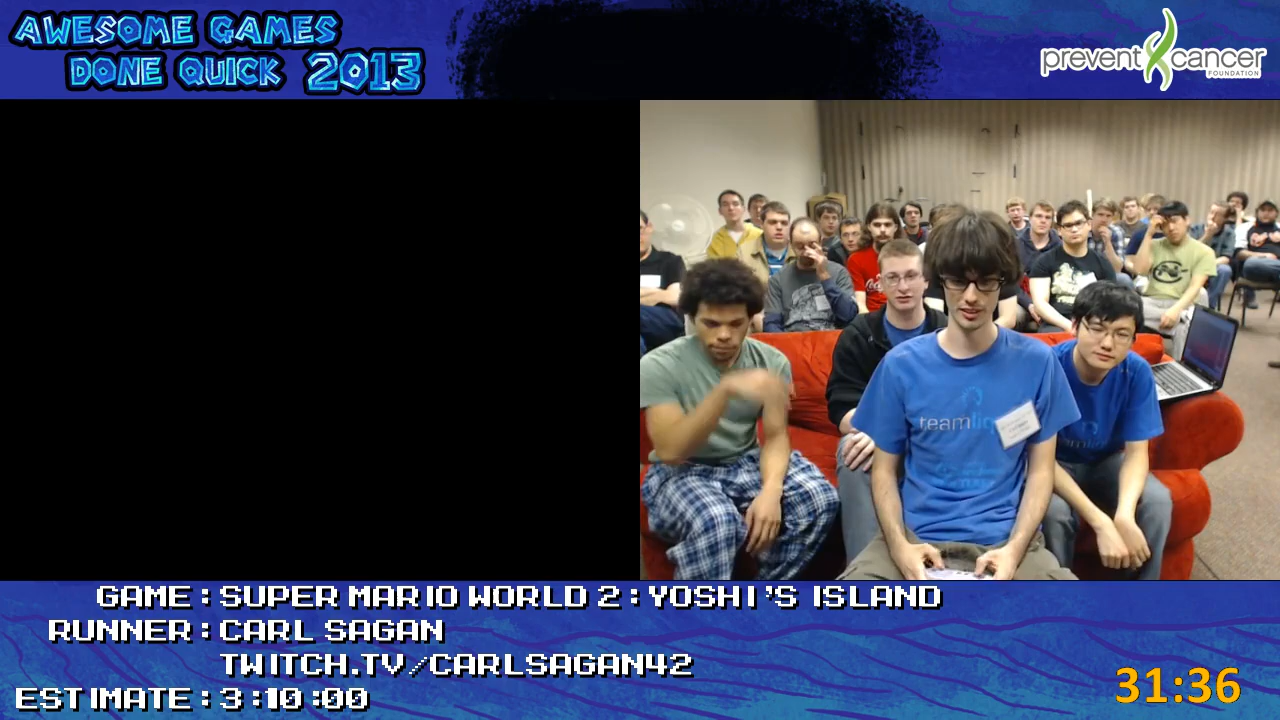 AWESOME GAMES
DONE QUICK 2013
prevent cancer
FOUNDATION
teamliq
GAME : SUPER MARIO WORLD 2 : YOSHI'S ISLAND
RUNNER : CARL SAGAN
TWITCH.TV/CARLSAGAN42
ESTIMATE : 3:10:00
31:36